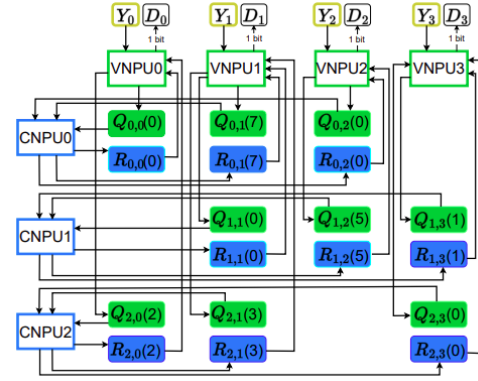 Y₀ D₀ Y₁ D₁ Y₂ D₂ Y₃ D₃
1 bit 1 bit 1 bit 1 bit
VNPU0 VNPU1 VNPU2 VNPU3
Q₀,₀(0) Q₀,₁(7) Q₀,₂(0)
CNPU0
R₀,₀(0) R₀,₁(7) R₀,₂(0)
Q₁,₁(0) Q₁,₂(5) Q₁,₃(1)
CNPU1
R₁,₁(0) R₁,₂(5) R₁,₃(1)
Q₂,₀(2) Q₂,₁(3) Q₂,₃(0)
CNPU2
R₂,₀(2) R₂,₁(3) R₂,₃(0)